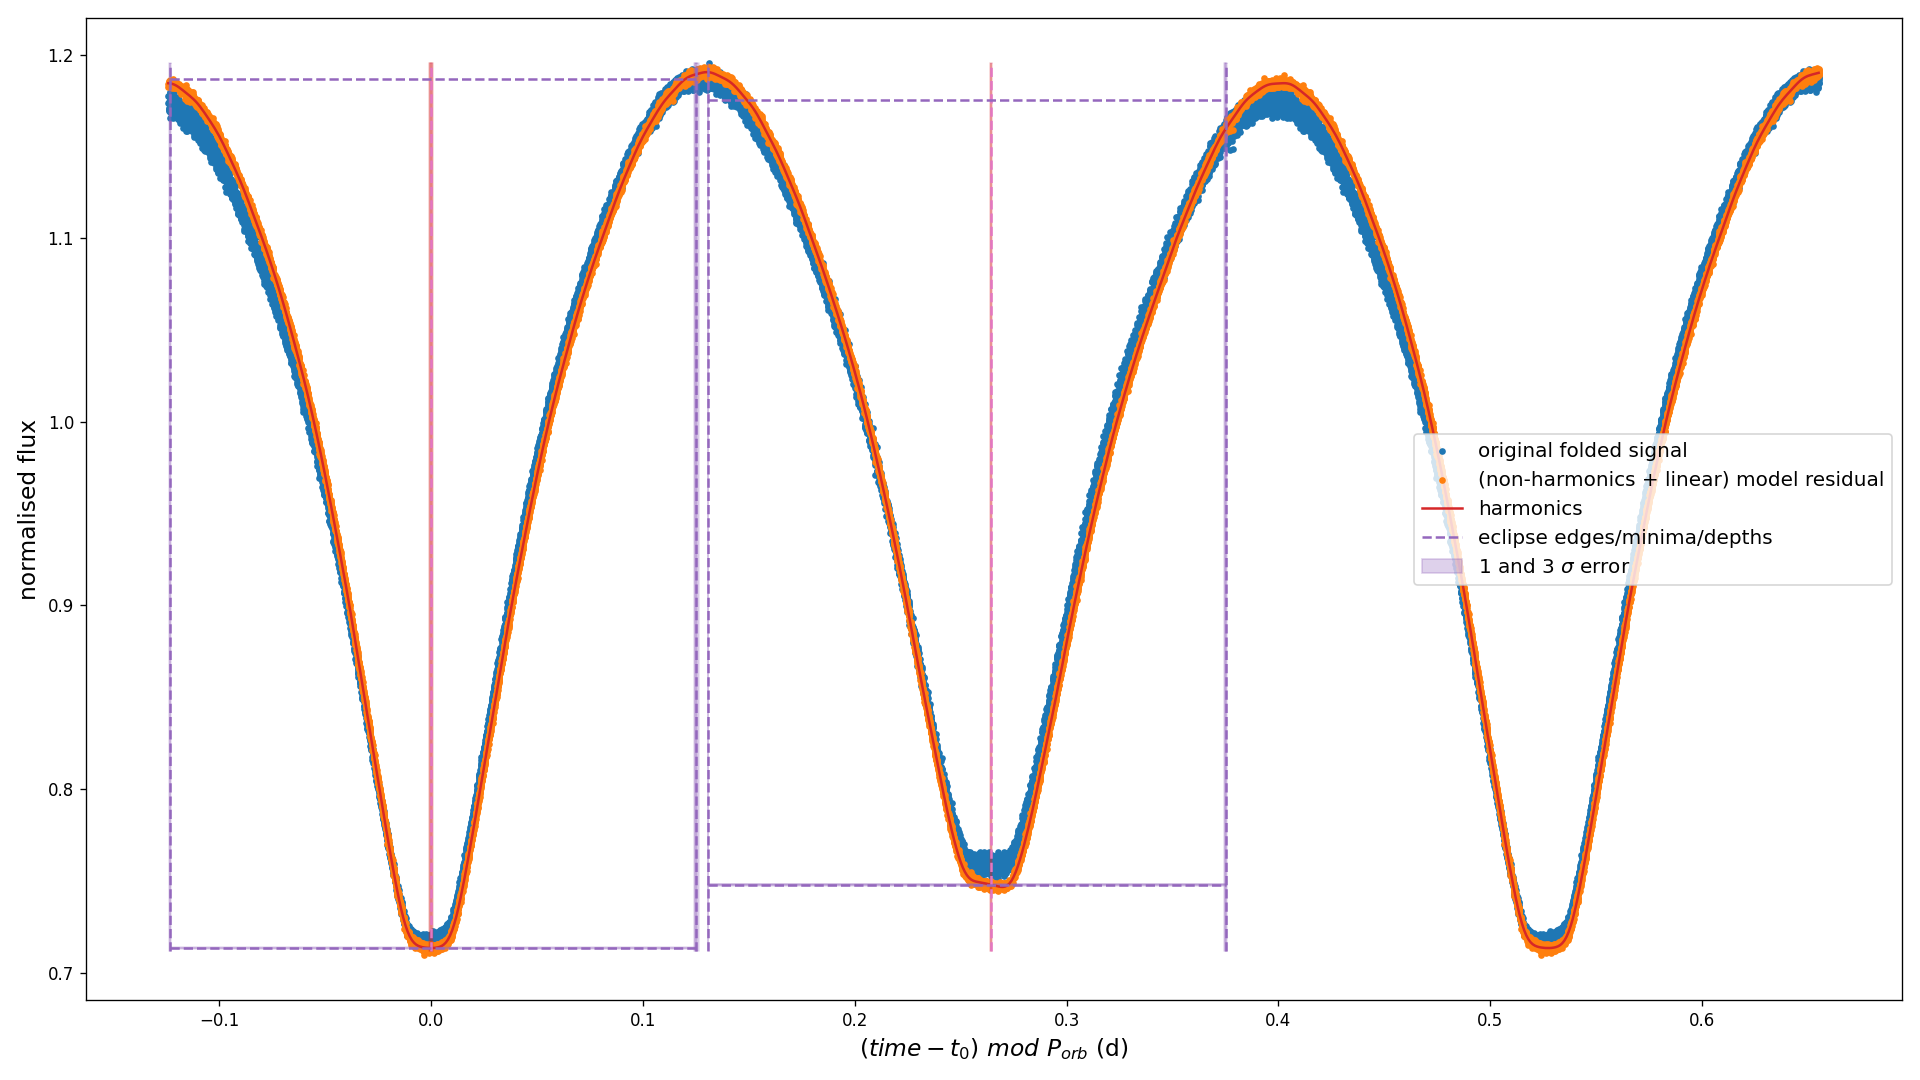 normalised flux
1.2
1.1
1.0
0.9
0.8
0.7
original folded signal
(non-harmonics + linear) model residual
harmonics
eclipse edges/minima/depths
1 and 3 σ error
−0.1 0.0 0.1 0.2 0.3 0.4 0.5 0.6
(time − t₀) mod Pₒᵣb (d)